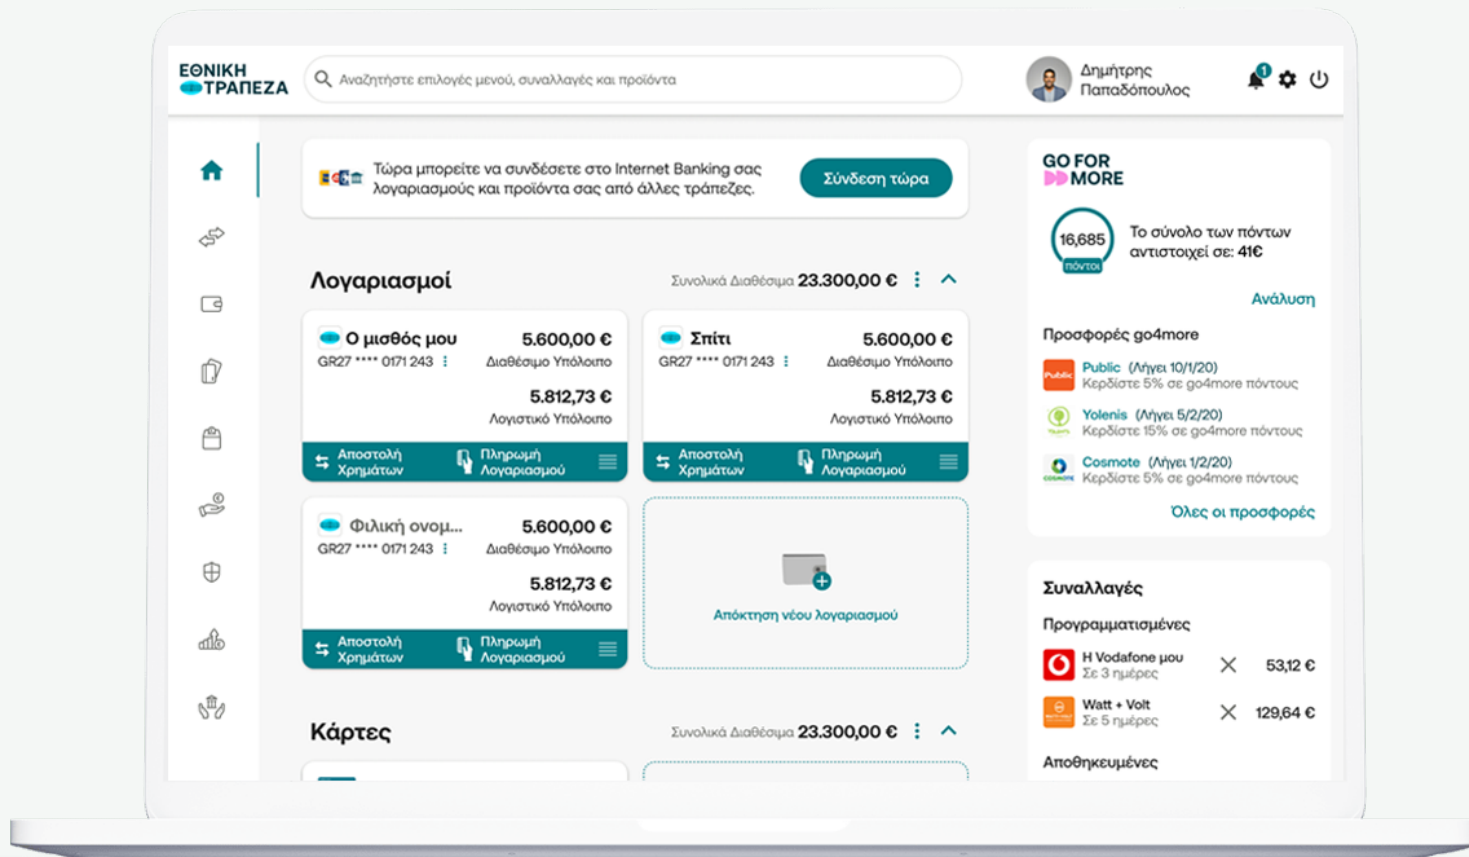 ΕΘΝΙΚΗ
ΤΡΑΠΕΖΑ
Αναζητήστε επιλογές μενού, συναλλαγές και προϊόντα
Δημήτρης
Παπαδόπουλος
1
Τώρα μπορείτε να συνδέσετε στο Internet Banking σας
λογαριασμούς και προϊόντα σας από άλλες τράπεζες.
Σύνδεση τώρα
Λογαριασμοί
Συνολικά Διαθέσιμα 23.300,00 €
Ο μισθός μου 5.600,00 €
GR27 **** 0171 243 Διαθέσιμο Υπόλοιπο
5.812,73 €
Λογιστικό Υπόλοιπο
Αποστολή
Χρημάτων
Πληρωμή
Λογαριασμού
Σπίτι 5.600,00 €
GR27 **** 0171 243 Διαθέσιμο Υπόλοιπο
5.812,73 €
Λογιστικό Υπόλοιπο
Αποστολή
Χρημάτων
Πληρωμή
Λογαριασμού
Φιλική ονομ... 5.600,00 €
GR27 **** 0171 243 Διαθέσιμο Υπόλοιπο
5.812,73 €
Λογιστικό Υπόλοιπο
Αποστολή
Χρημάτων
Πληρωμή
Λογαριασμού
Απόκτηση νέου λογαριασμού
Κάρτες
Συνολικά Διαθέσιμα 23.300,00 €
GO FOR
MORE
16,685
πόντοι
Το σύνολο των πόντων
αντιστοιχεί σε: 41€
Ανάλυση
Προσφορές go4more
Public
Public (Λήγει 10/1/20)
Κερδίστε 5% σε go4more πόντους
Yolenis (Λήγει 5/2/20)
Κερδίστε 15% σε go4more πόντους
COSMOTE
Cosmote (Λήγει 1/2/20)
Κερδίστε 5% σε go4more πόντους
Όλες οι προσφορές
Συναλλαγές
Προγραμματισμένες
Η Vodafone μου
Σε 3 ημέρες
53,12 €
Watt + Volt
Σε 5 ημέρες
129,64 €
Αποθηκευμένες